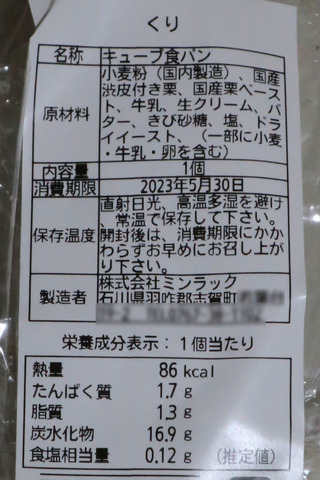 くり
名称 キューブ食パン
原材料 小麦粉(国内製造)、国産
渋皮付き栗、国産栗ペース
ト、牛乳、生クリーム、バ
ター、きび砂糖、塩、ドラ
イイースト、(一部に小麦
・牛乳・卵を含む)
内容量 1個
消費期限 2023年5月30日
保存温度 直射日光、高温多湿を避け
、常温で保存して下さい。
開封後は、消費期限にかか
わらずお早めにお召し上が
り下さい。
製造者 株式会社ミンラック
石川県羽咋郡志賀町
栄養成分表示:1個当たり
熱量 86 kcal
たんぱく質 1.7 g
脂質 1.3 g
炭水化物 16.9 g
食塩相当量 0.12 g (推定値)